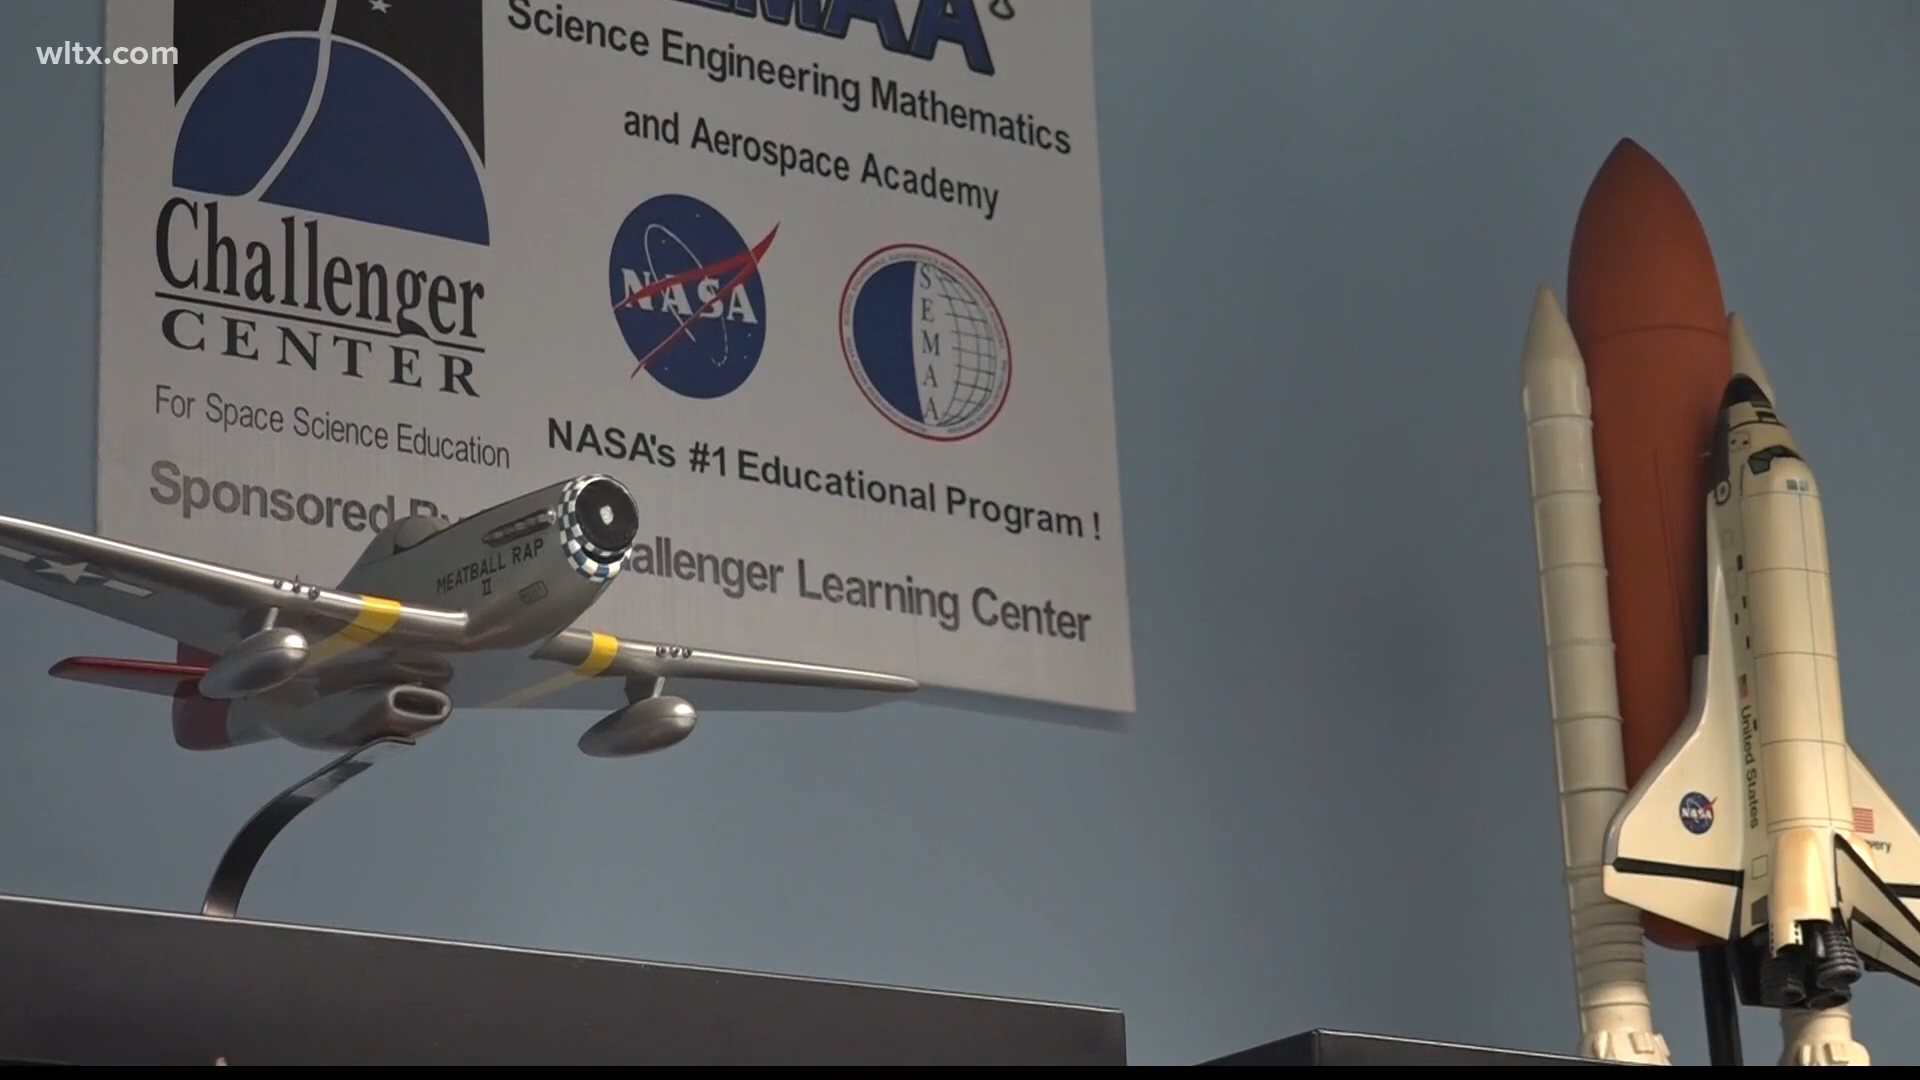 wltx.com
Science Engineering Mathematics
and Aerospace Academy
NASA
SEMAA
Challenger
CENTER
For Space Science Education
NASA's #1 Educational Program !
Sponsored
Learning Center
MEATBALL RAP
II
United States
NASA